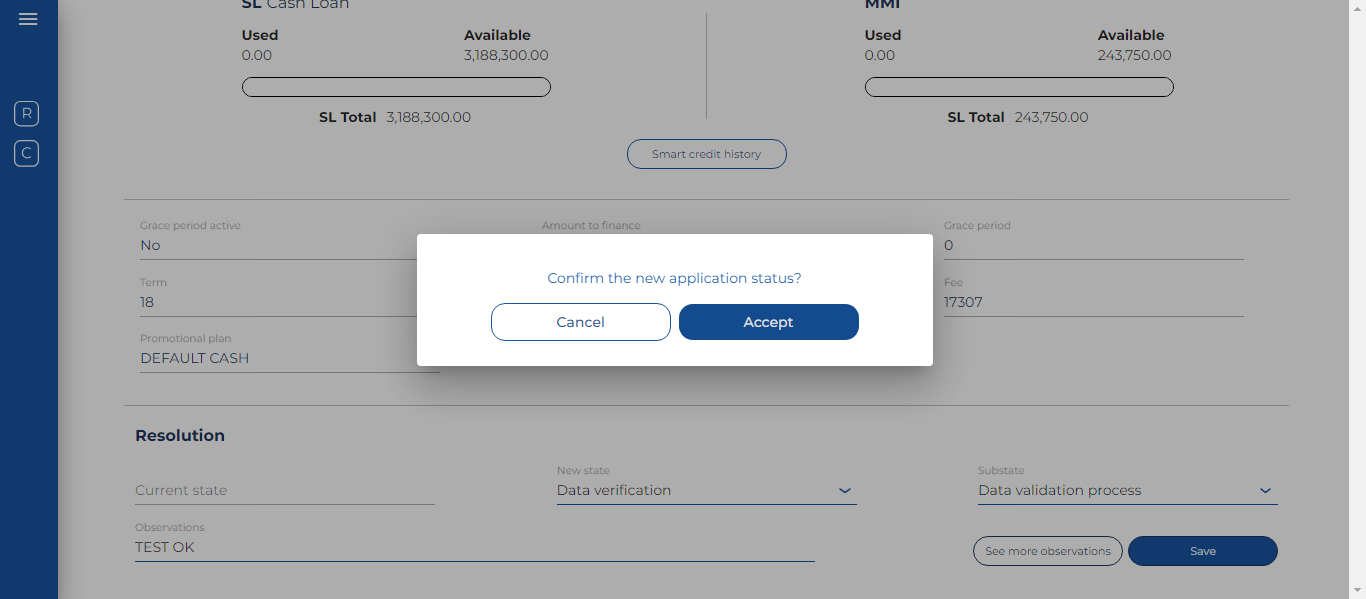 SL Cash Loan
MMI
Used Available
0.00 3,188,300.00
Used Available
0.00 243,750.00
SL Total 3,188,300.00
SL Total 243,750.00
R
C
Smart credit history
Grace period active Amount to finance Grace period
No 0
Confirm the new application status?
Term Fee
18 17307
Cancel Accept
Promotional plan
DEFAULT CASH
Resolution
New state Substate
Current state Data verification Data validation process
Observations
TEST OK
See more observations Save